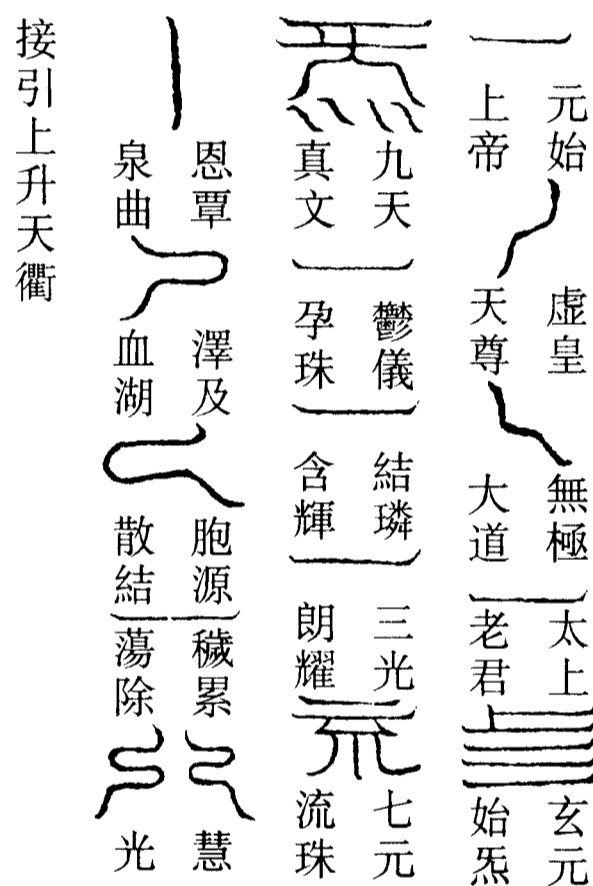 元始上帝
虚皇天尊
無極大道
太上老君
玄元始炁
九天真文
鬱儀孕珠
結璘含輝
三光朗耀
七元流珠
恩覃泉曲
澤及血湖
胞源散結
穢累蕩除
慧光
接引上升天衢